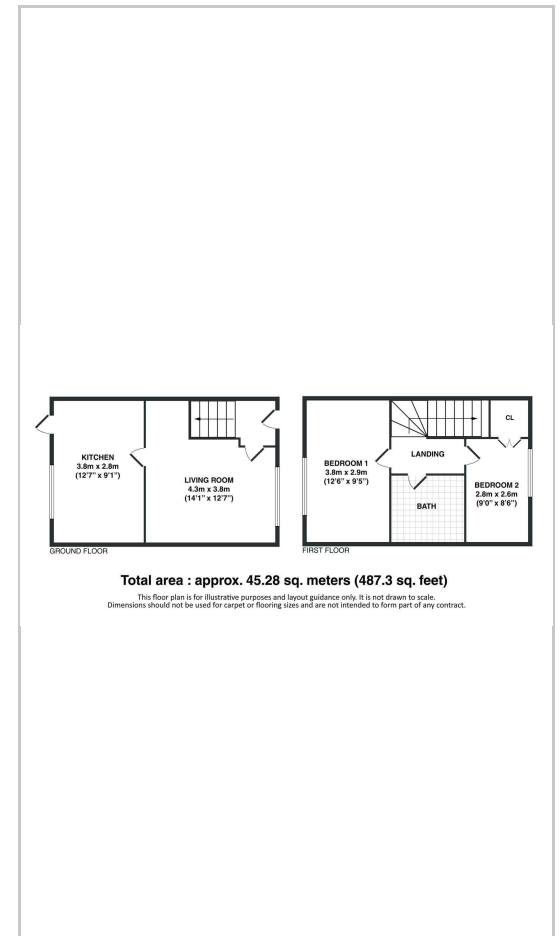 KITCHEN
3.8m x 2.8m
(12'7" x 9'1")
LIVING ROOM
4.3m x 3.8m
(14'1" x 12'7")
GROUND FLOOR
BEDROOM 1
3.8m x 2.9m
(12'6" x 9'5")
LANDING
BATH
CL
BEDROOM 2
2.8m x 2.6m
(9'0" x 8'6")
FIRST FLOOR
Total area : approx. 45.28 sq. meters (487.3 sq. feet)
This floor plan is for illustrative purposes and layout guidance only. It is not drawn to scale.
Dimensions should not be used for carpet or flooring sizes and are not intended to form part of any contract.